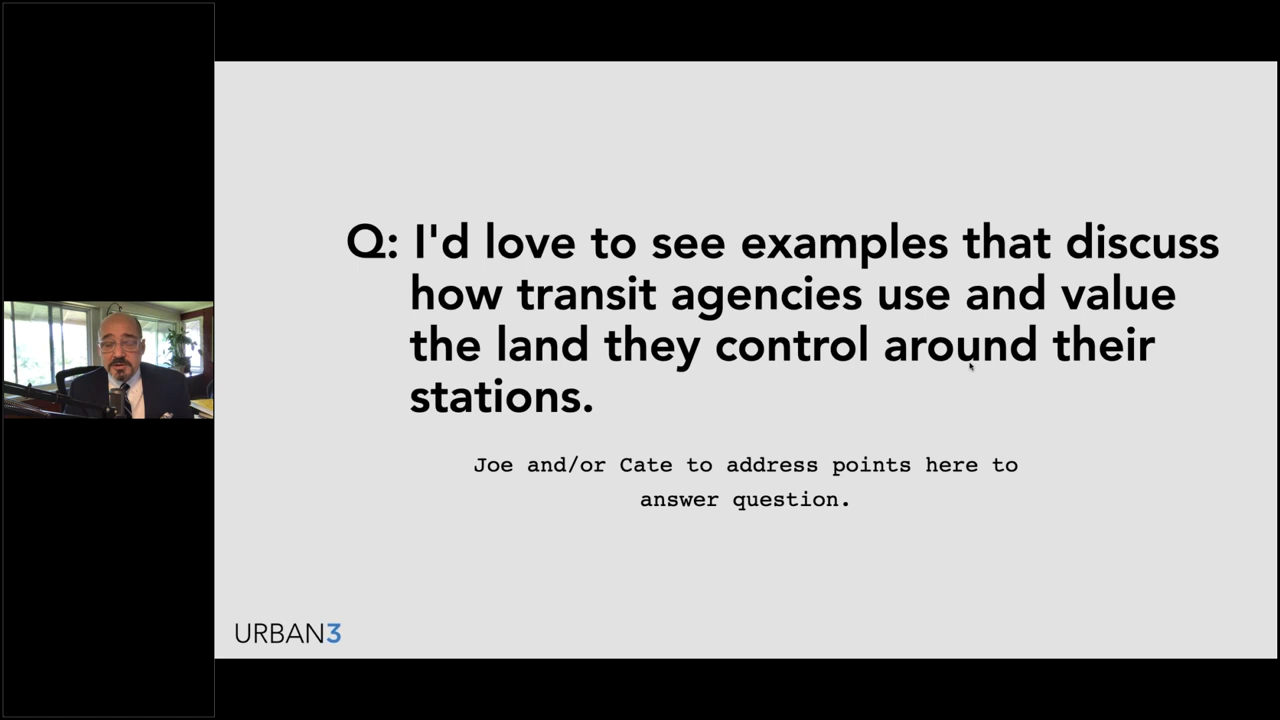 Q: I'd love to see examples that discuss
how transit agencies use and value
the land they control around their
stations.
Joe and/or Cate to address points here to
answer question.
URBAN3